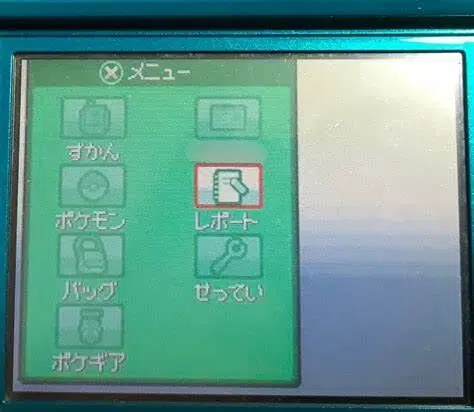 メニュー
ずかん
ポケモン
レポート
バッグ
せってい
ポケギア